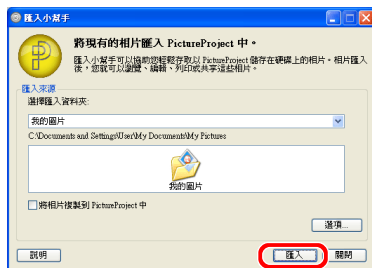 匯入小幫手
將現有的相片匯入 PictureProject 中。
匯入小幫手可以協助您輕鬆存取以 PictureProject 儲存在硬碟上的相片。相片匯入
後，您就可以瀏覽、編輯、列印或共享這些相片。
匯入來源
選擇匯入資料夾:
我的圖片
C:\Documents and Settings\User\My Documents\My Pictures
我的圖片
將相片複製到 PictureProject 中
選項...
說明
匯入
關閉